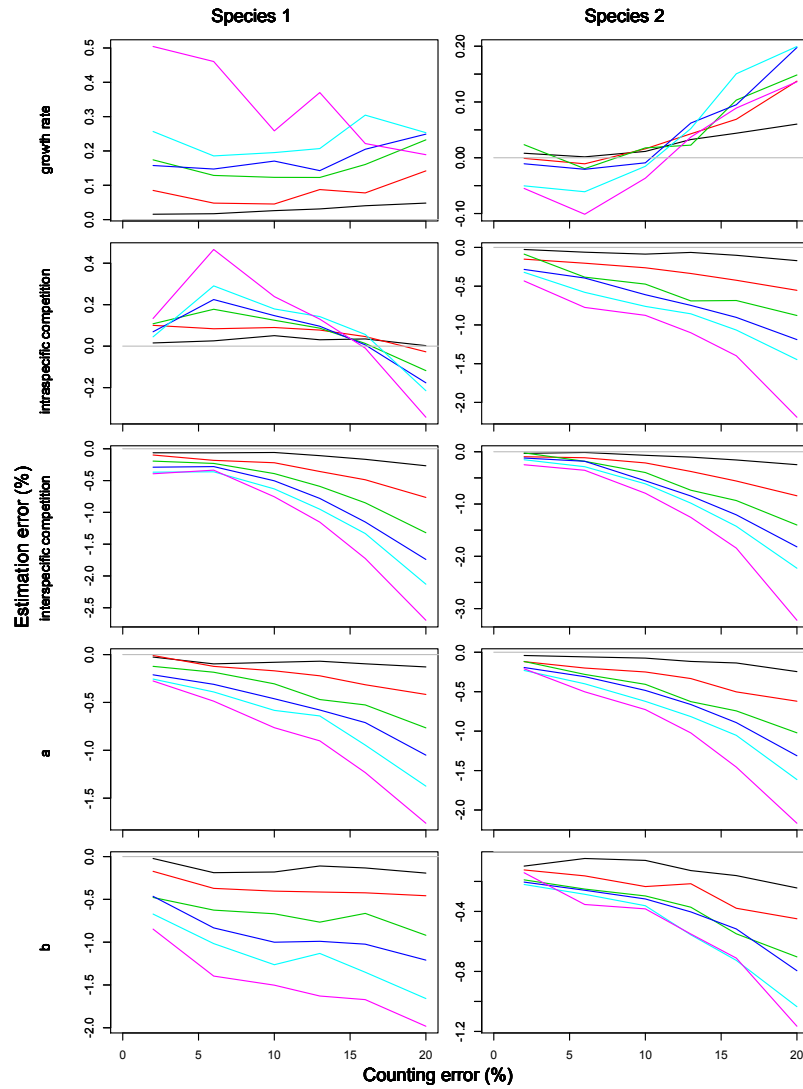 Species 1 Species 2
growth rate
0.0 0.1 0.2 0.3 0.4 0.5
-0.10 0.00 0.10 0.20
intraspecific competition
0.2 0.0 0.2 0.4
-2.0 -1.5 -1.0 -0.5 0.0
Estimation error (%)
interspecific competition
-2.5 -2.0 -1.5 -1.0 -0.5 0.0
-3.0 -2.0 -1.0 0.0
a
-1.5 -1.0 -0.5 0.0
-2.0 -1.5 -1.0 -0.5 0.0
b
-2.0 -1.5 -1.0 -0.5 0.0
-1.2 -0.8 -0.4
0 5 10 15 20
0 5 10 15 20
Counting error (%)